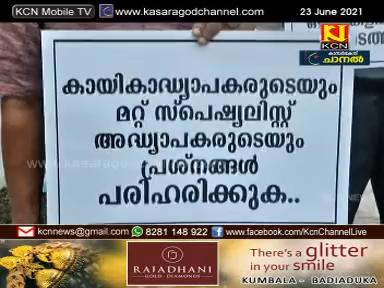 KCN Mobile TV
www.kasaragodchannel.com
23 June 2021
KCN
ചാനൽ
കായികാദ്ധ്യാപകരുടെയും
മറ്റ് സ്പെഷ്യലിസ്റ്റ്
അദ്ധ്യാപകരുടെയും
പ്രശ്നങ്ങൾ
പരിഹരിക്കുക..
kcnnews@gmail.com 8281 148 922 www.facebook.com/KcnChannelLive
RAJADHANI
GOLD & DIAMONDS
There's a glitter
in your smile
KUMBALA - BADIADUKA